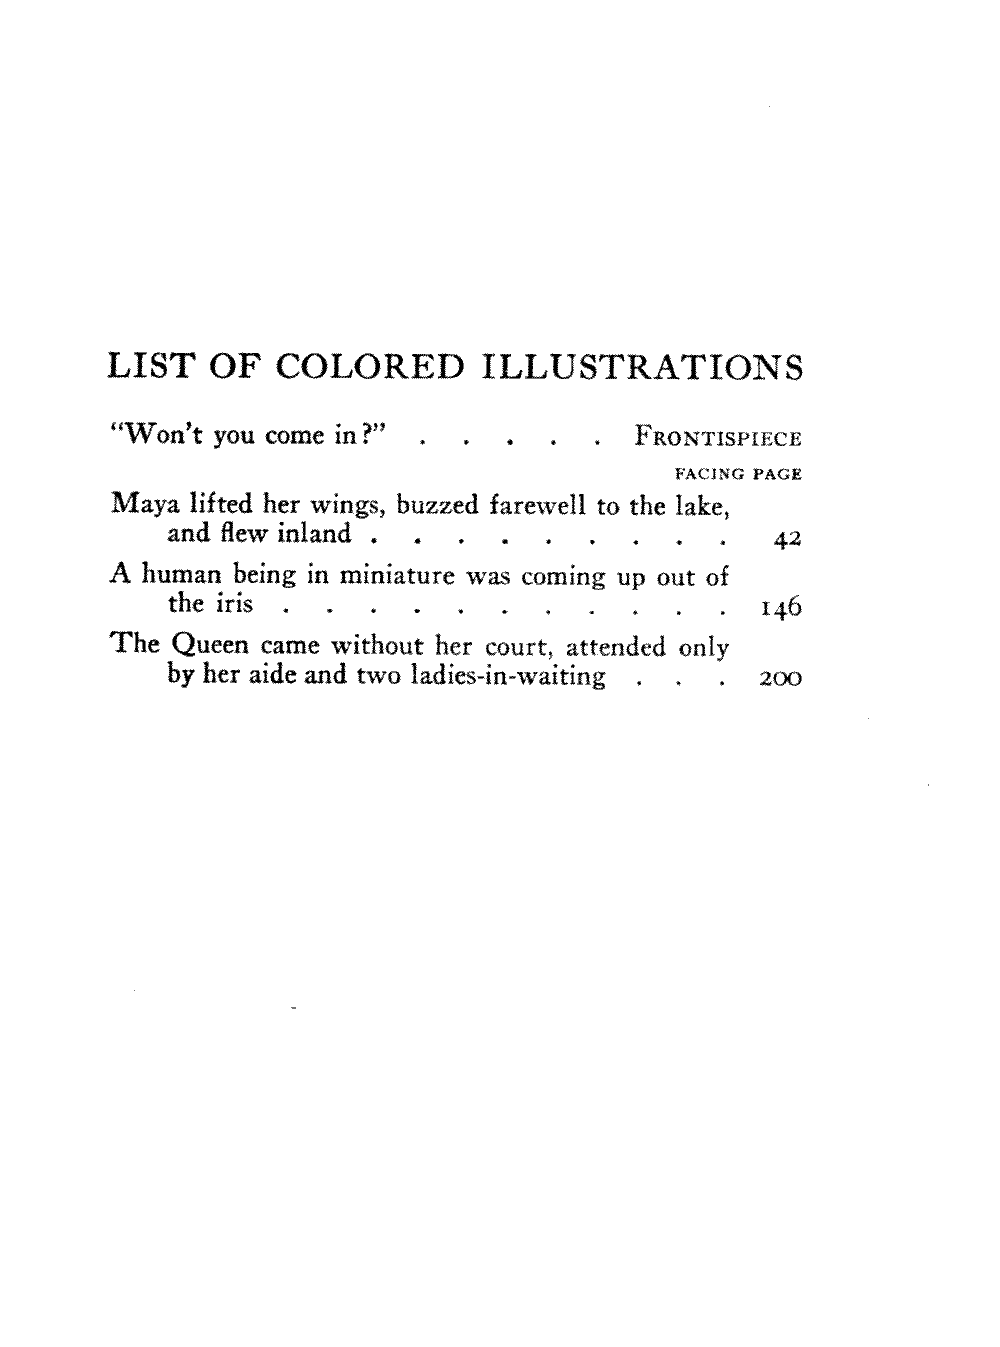 LIST OF COLORED ILLUSTRATIONS
"Won't you come in?" . . . . . FRONTISPIECE
FACING PAGE
Maya lifted her wings, buzzed farewell to the lake,
and flew inland . . . . . . . . . 42
A human being in miniature was coming up out of
the iris . . . . . . . . . . . 146
The Queen came without her court, attended only
by her aide and two ladies-in-waiting . . . 200